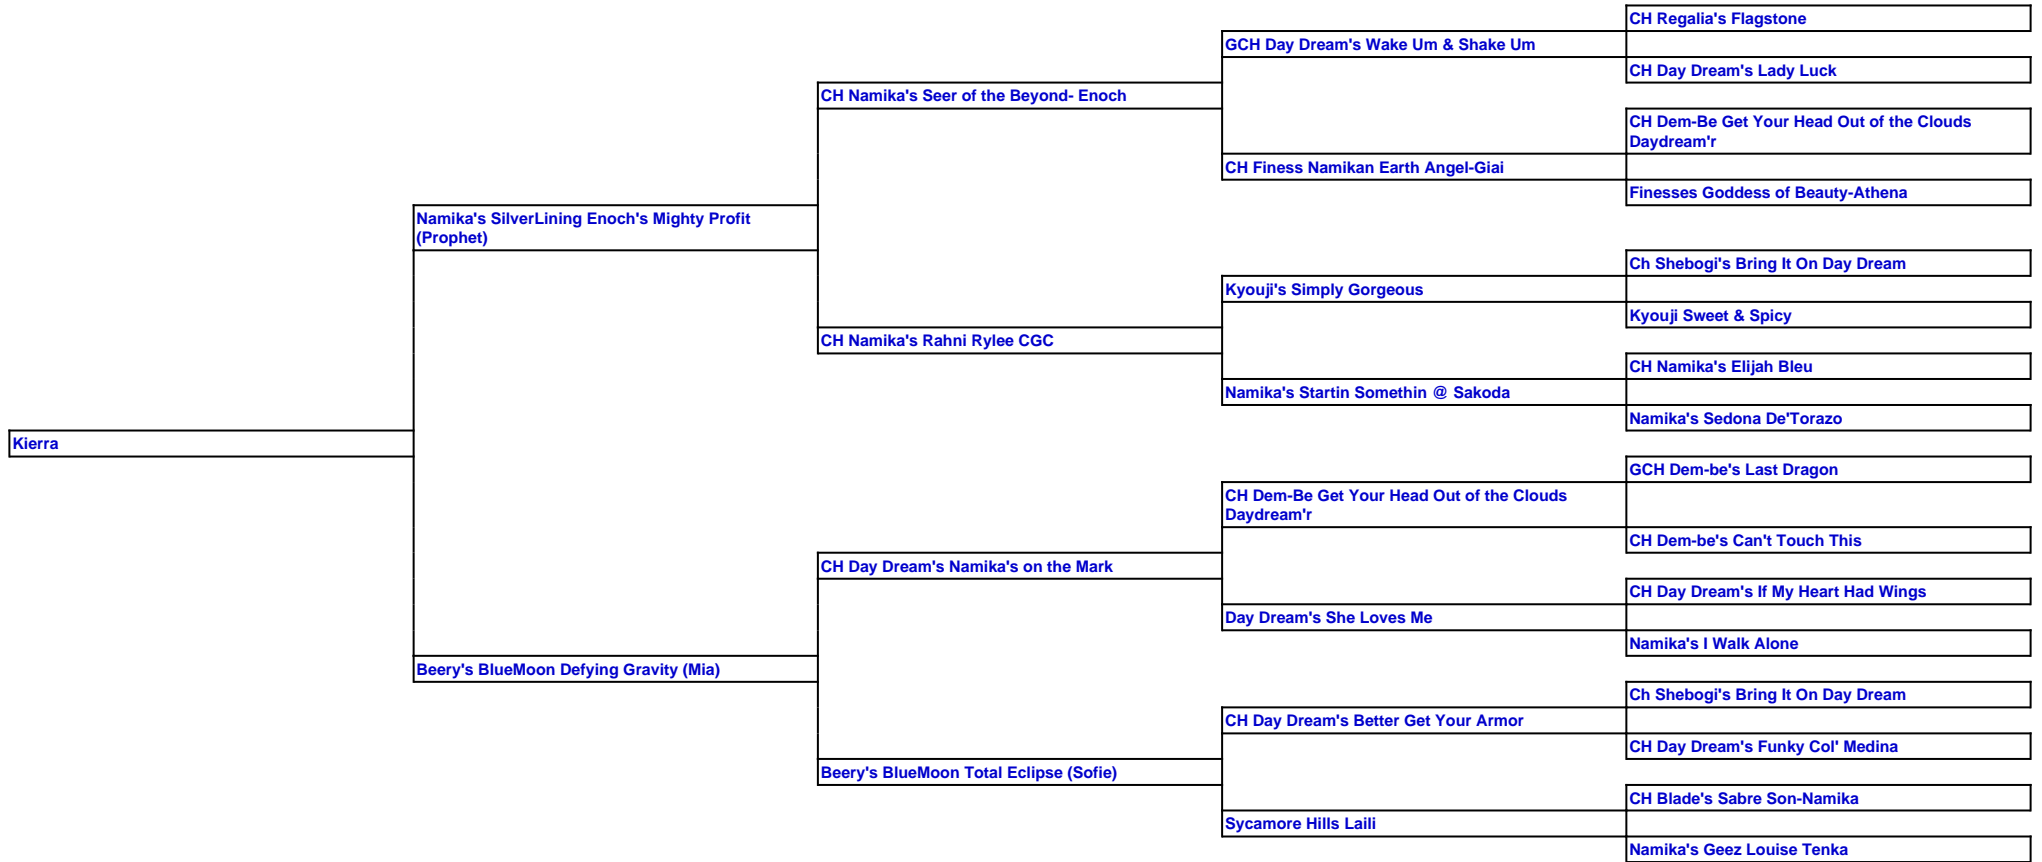 CH Regalia's Flagstone
GCH Day Dream's Wake Um & Shake Um
CH Day Dream's Lady Luck
CH Namika's Seer of the Beyond- Enoch
CH Dem-Be Get Your Head Out of the Clouds
Daydream'r
CH Finess Namikan Earth Angel-Giai
Finesses Goddess of Beauty-Athena
Namika's SilverLining Enoch's Mighty Profit
(Prophet)
Ch Shebogi's Bring It On Day Dream
Kyouji's Simply Gorgeous
Kyouji Sweet & Spicy
CH Namika's Rahni Rylee CGC
CH Namika's Elijah Bleu
Namika's Startin Somethin @ Sakoda
Namika's Sedona De'Torazo
Kierra
GCH Dem-be's Last Dragon
CH Dem-Be Get Your Head Out of the Clouds
Daydream'r
CH Dem-be's Can't Touch This
CH Day Dream's Namika's on the Mark
CH Day Dream's If My Heart Had Wings
Day Dream's She Loves Me
Namika's I Walk Alone
Beery's BlueMoon Defying Gravity (Mia)
Ch Shebogi's Bring It On Day Dream
CH Day Dream's Better Get Your Armor
CH Day Dream's Funky Col' Medina
Beery's BlueMoon Total Eclipse (Sofie)
CH Blade's Sabre Son-Namika
Sycamore Hills Laili
Namika's Geez Louise Tenka